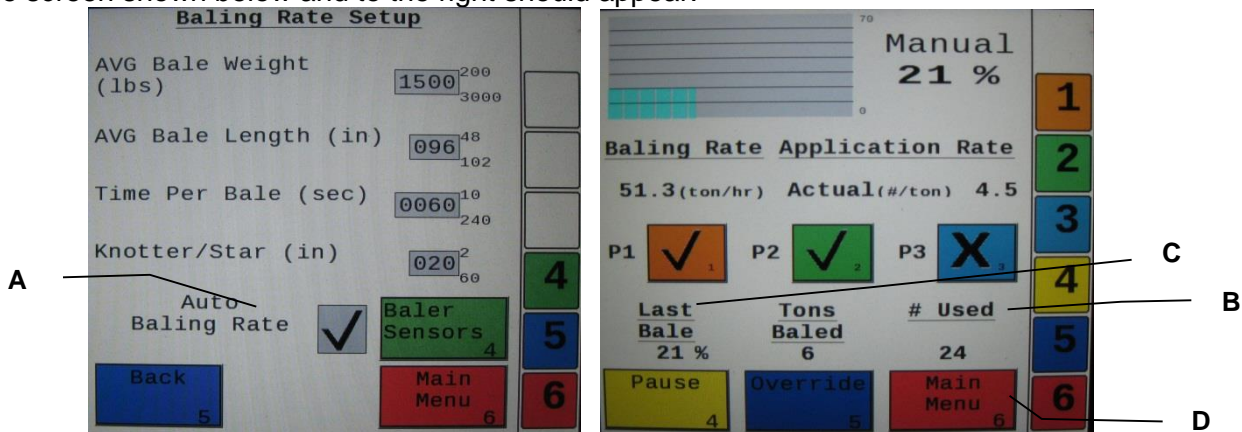 e screen shown below and to the right should appear.
Baling Rate Setup
AVG Bale Weight
(lbs)
1500
200
3000
AVG Bale Length (in)
096
48
102
Time Per Bale (sec)
0060
10
240
Knotter/Star (in)
020
2
60
A
Auto
Baling Rate
Baler
Sensors
4
Back
5
Main
Menu
6
4
5
6
70
0
Manual
21 %
Baling Rate Application Rate
51.3(ton/hr) Actual(#/ton) 4.5
P1
1
P2
2
P3
X
3
Last
Bale
21 %
Tons
Baled
6
# Used
24
Pause
4
Override
5
Main
Menu
6
1
2
3
4
5
6
C
B
D